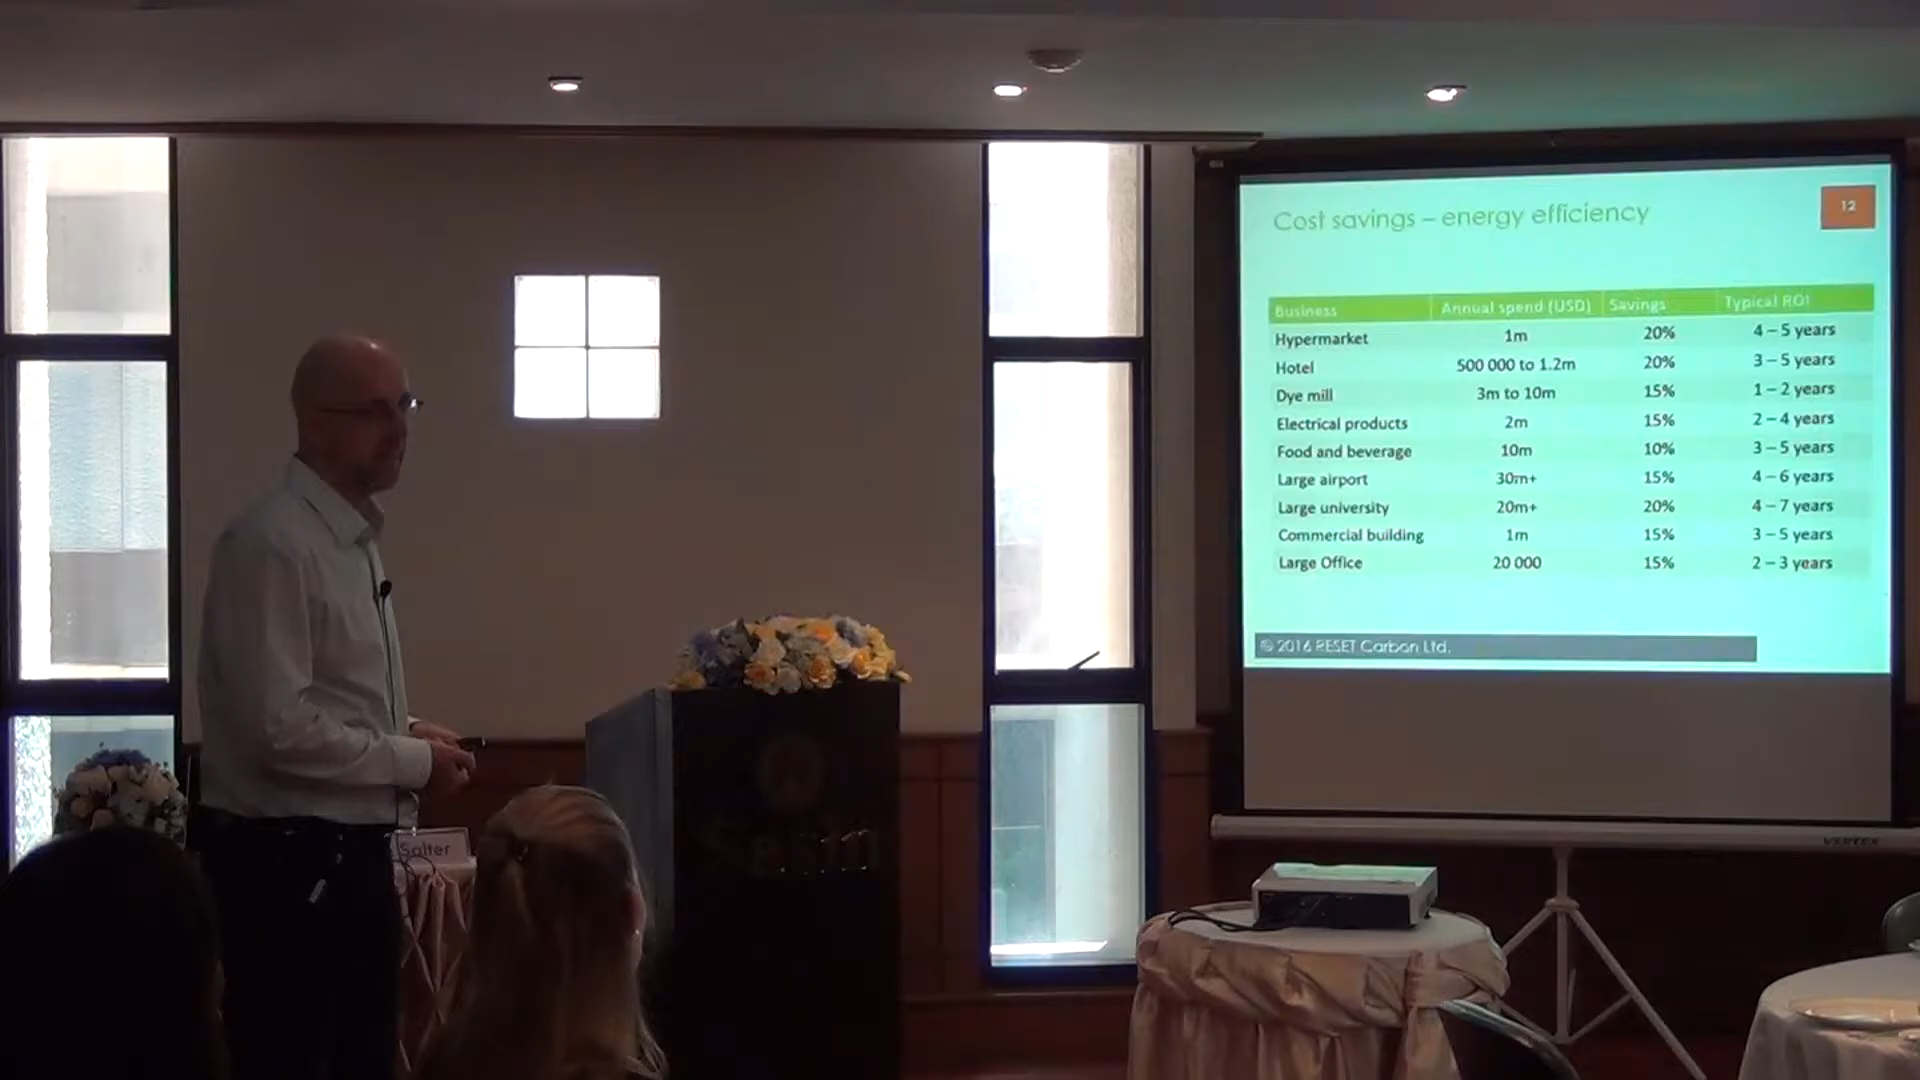 Cost savings – energy efficiency
12
Business Annual spend (USD) Savings Typical ROI
Hypermarket 1m 20% 4 – 5 years
Hotel 500 000 to 1.2m 20% 3 – 5 years
Dye mill 3m to 10m 15% 1 – 2 years
Electrical products 2m 15% 2 – 4 years
Food and beverage 10m 10% 3 – 5 years
Large airport 30m+ 15% 4 – 6 years
Large university 20m+ 20% 4 – 7 years
Commercial building 1m 15% 3 – 5 years
Large Office 20 000 15% 2 – 3 years
© 2016 RESET Carbon Ltd.
VERTEX
Salter